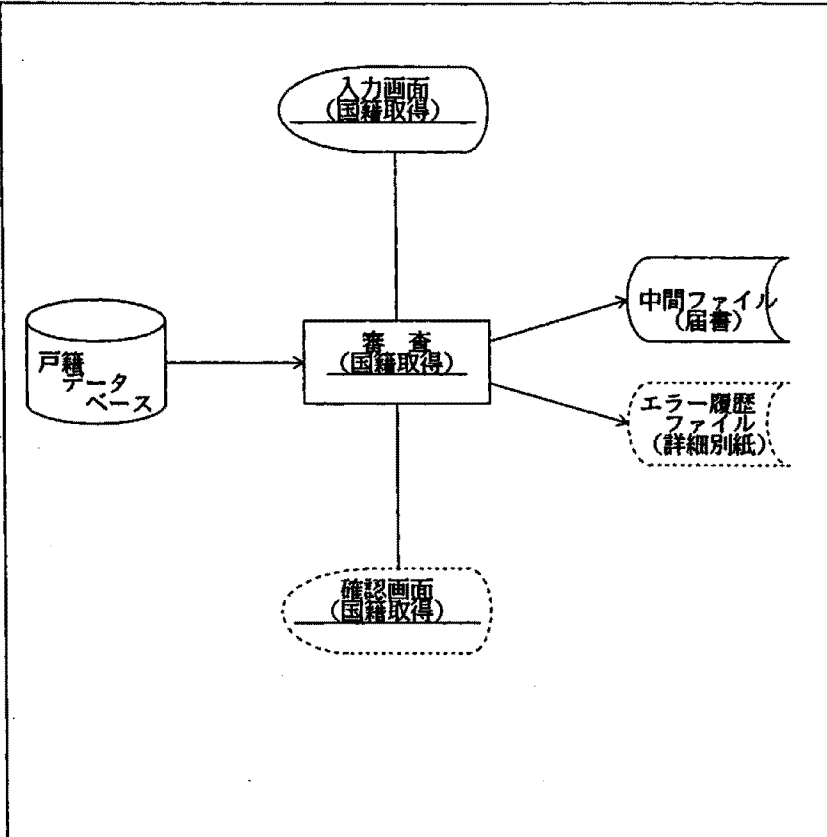 入力画面
（国籍取得）
中間ファイル
（届書）
審　査
（国籍取得）
戸籍
データ
ベース
エラー履歴
ファイル
（詳細別紙）
確認画面
（国籍取得）